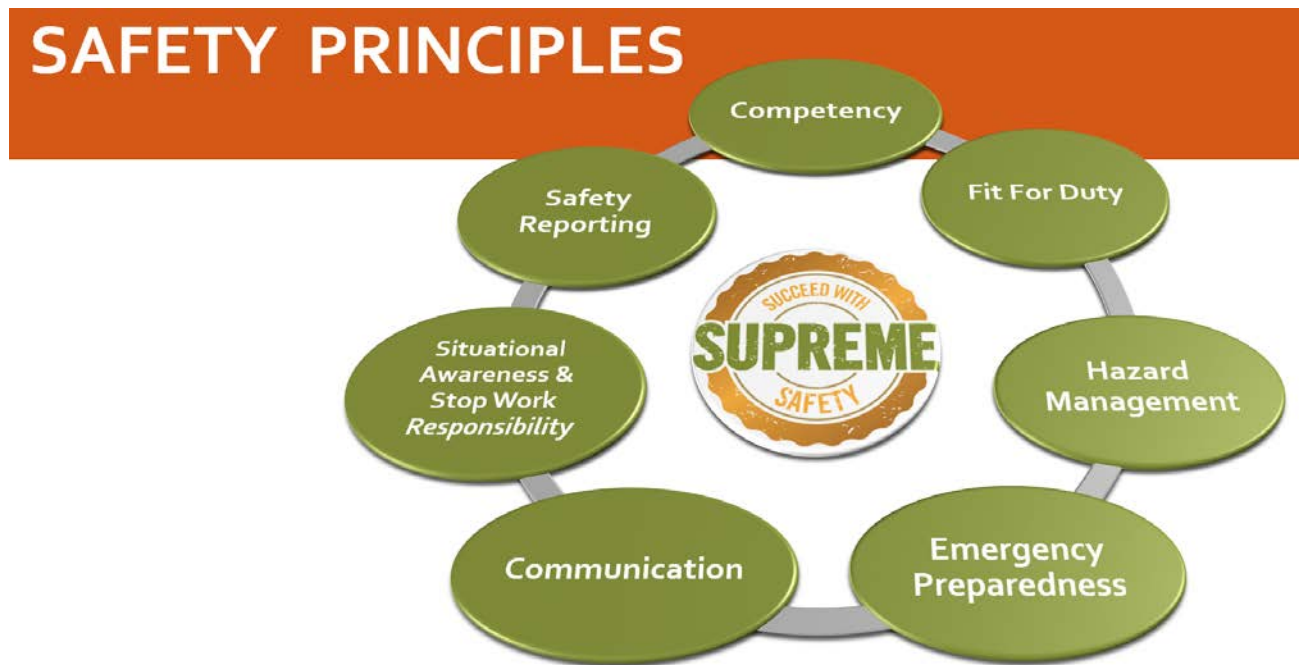 SAFETY PRINCIPLES
Competency
Fit For Duty
Hazard
Management
Emergency
Preparedness
Communication
Situational
Awareness &
Stop Work
Responsibility
Safety
Reporting
SUCCEED WITH
SUPREME
SAFETY